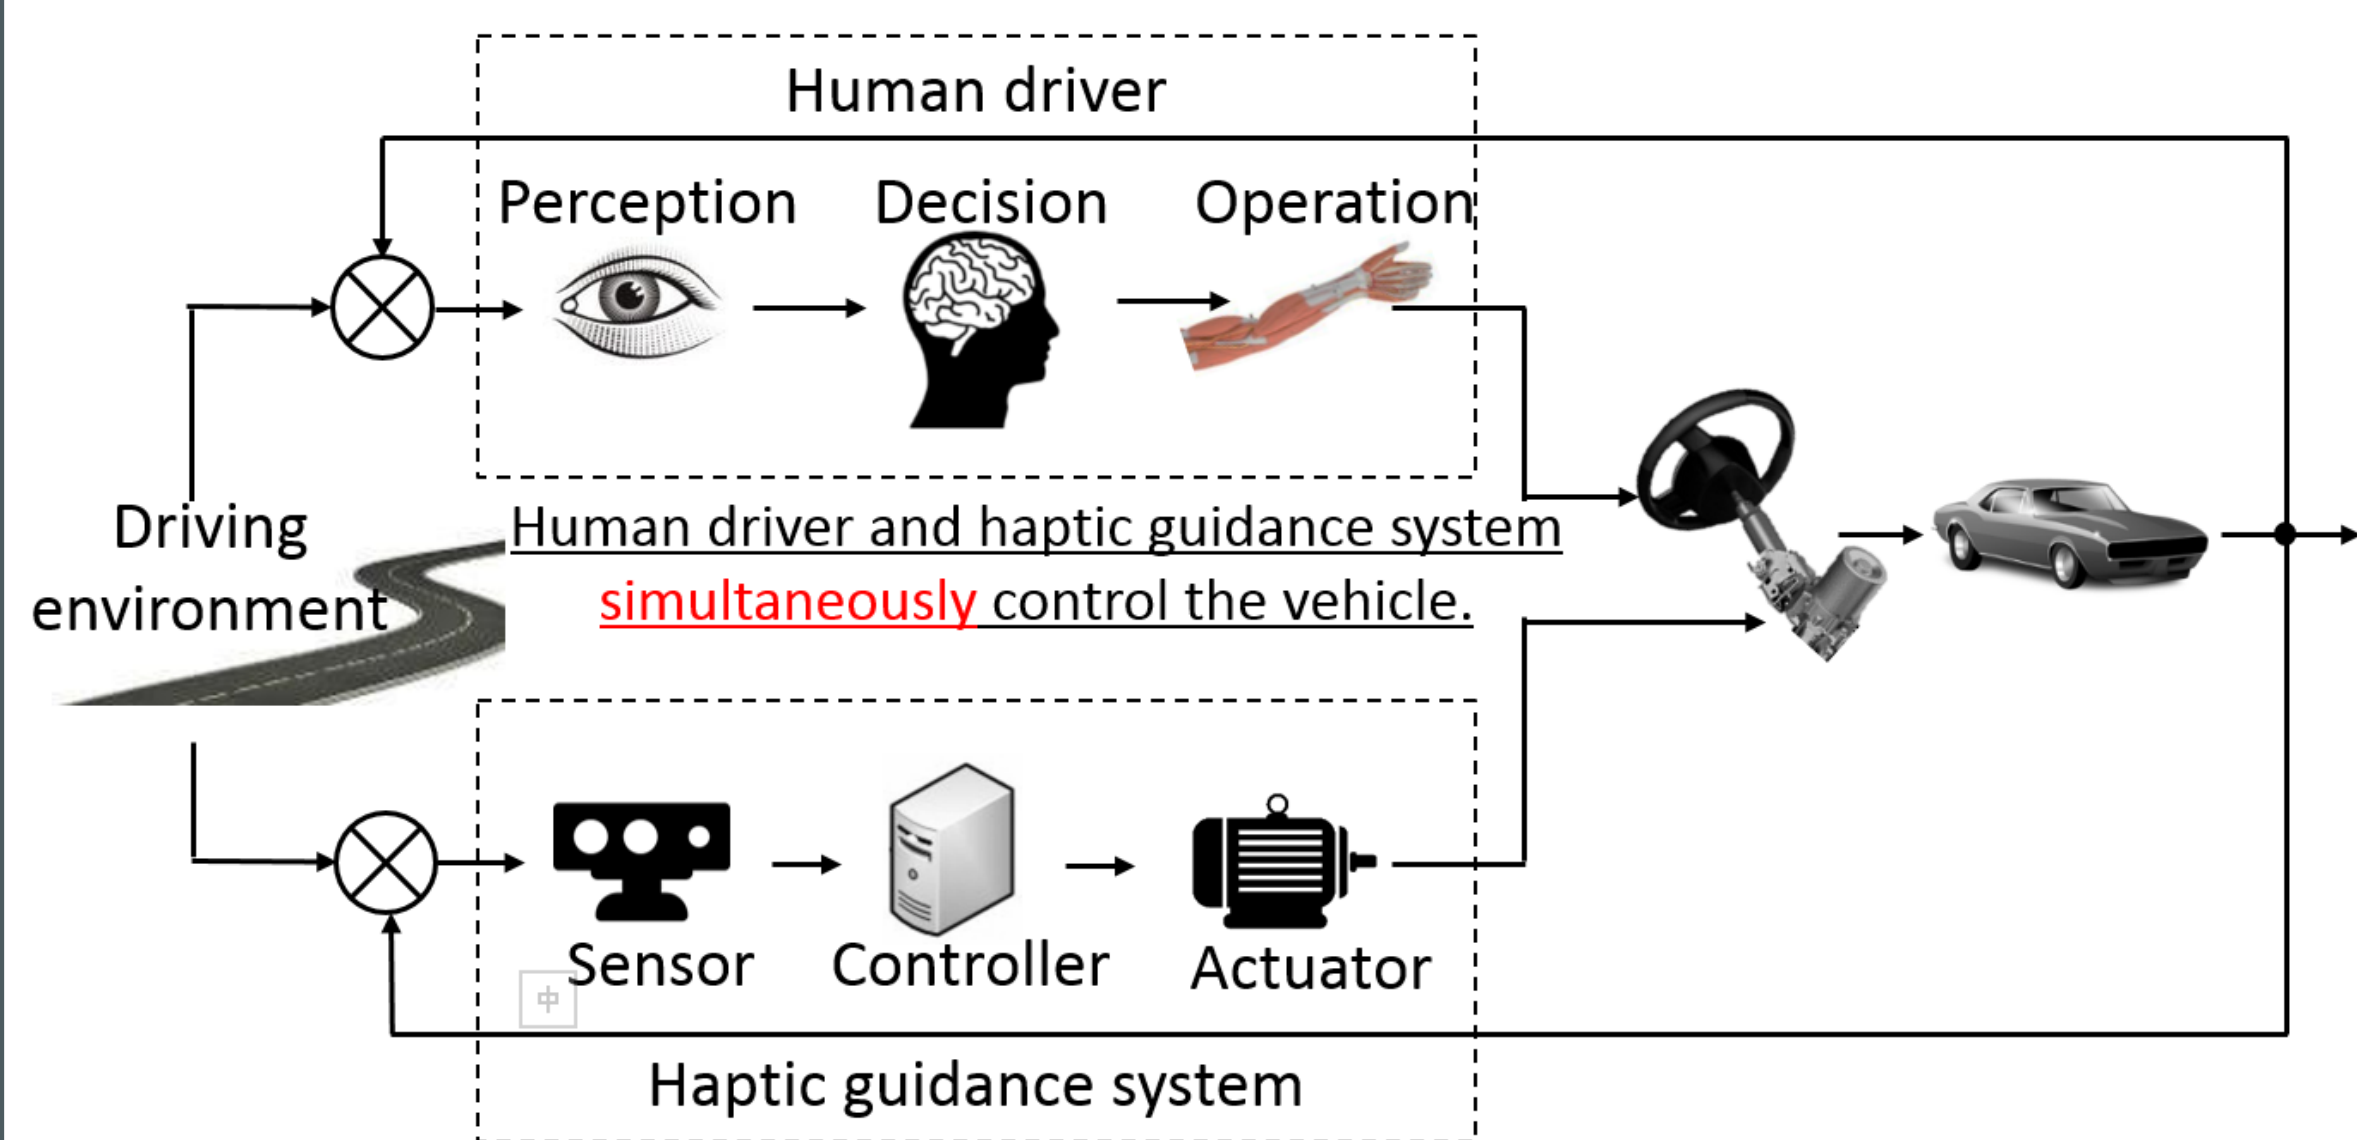 Human driver
Perception
Decision
Operation
Driving
environment
Human driver and haptic guidance system
simultaneously control the vehicle.
Sensor
Controller
Actuator
中
Haptic guidance system